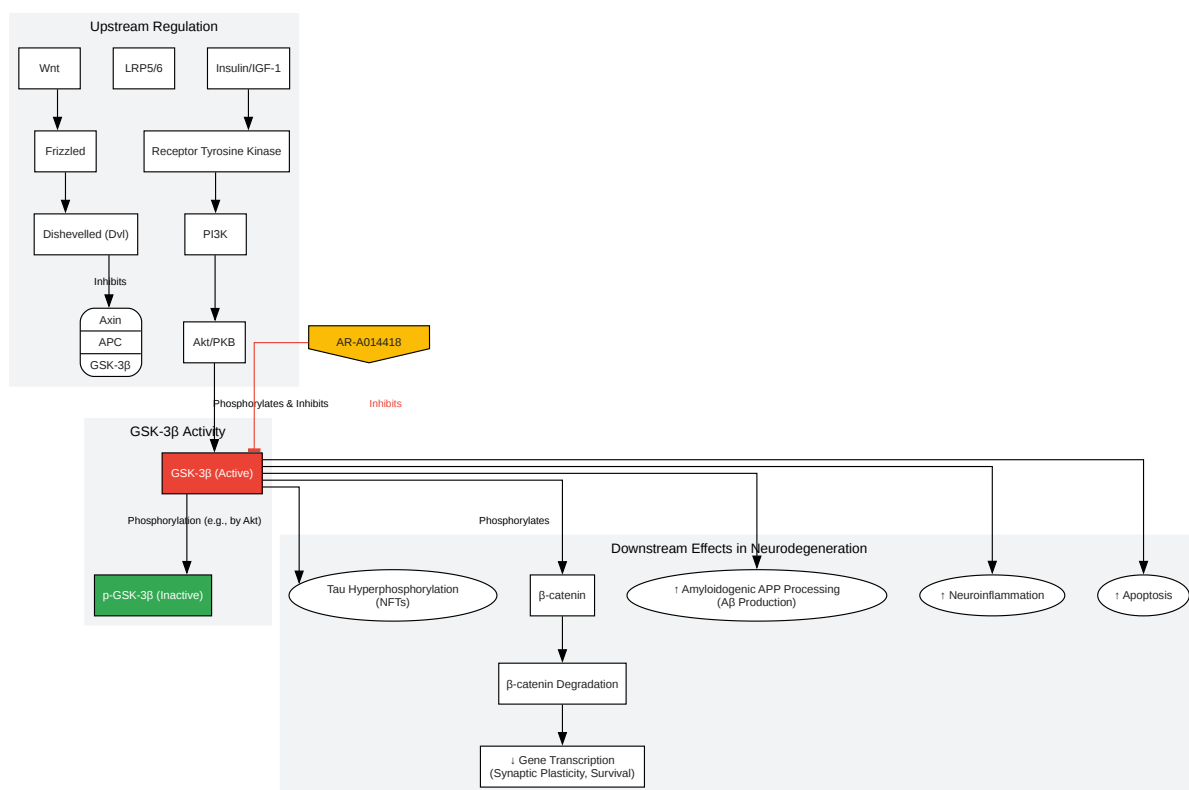 Upstream Regulation
Wnt
LRP5/6
Insulin/IGF-1
Frizzled
Receptor Tyrosine Kinase
Dishevelled (Dvl)
PI3K
Inhibits
Axin
APC
GSK-3β
Akt/PKB
AR-A014418
Phosphorylates & Inhibits
Inhibits
GSK-3β Activity
GSK-3β (Active)
Phosphorylation (e.g., by Akt)
Phosphorylates
p-GSK-3β (Inactive)
Downstream Effects in Neurodegeneration
Tau Hyperphosphorylation
(NFTs)
β-catenin
↑ Amyloidogenic APP Processing
(Aβ Production)
↑ Neuroinflammation
↑ Apoptosis
β-catenin Degradation
↓ Gene Transcription
(Synaptic Plasticity, Survival)